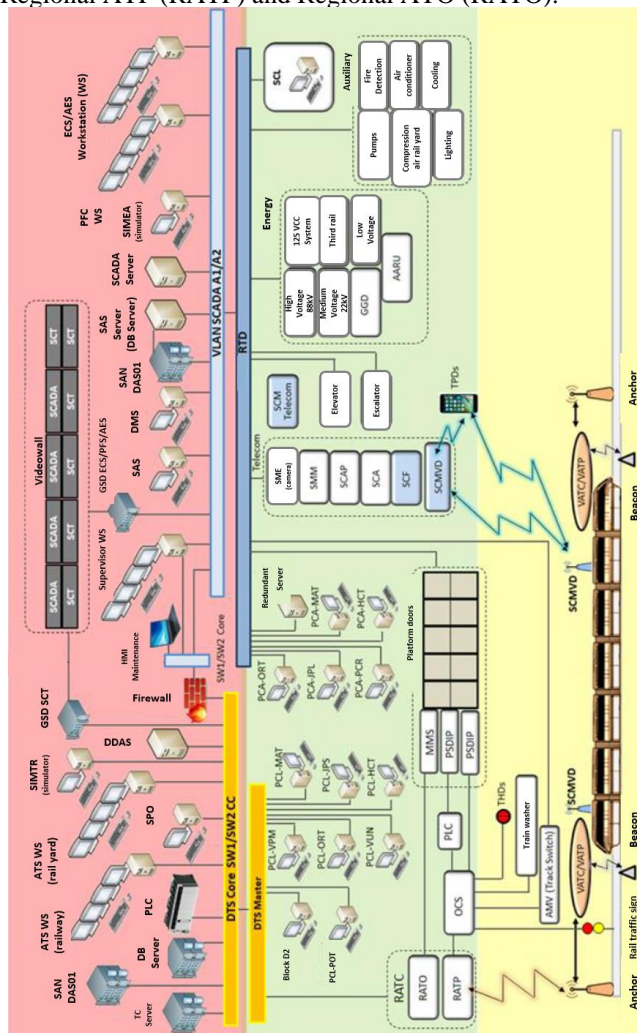 Regional ATP (RATP) and Regional ATO (RATO).
SAN
DAS01
TC
Server
DB
Server
ATS WS
(railway)
PLC
ATS WS
(rail yard)
SPO
SIMTR
(simulator)
DDAS
GSD SCT
Firewall
HMI
Maintenance
SW1/SW2 Core
Supervisor WS
Videowall
SCADA
SCADA
SCADA
SCADA
SCADA
SCT
SCT
SCT
SCT
SCT
GSD ECS/PFS/AES
SAS
DMS
SAN
DAS01
SAS
Server
(DB Server)
SCADA
Server
PFC
WS
SIMEA
(simulator)
ECS/AES
Workstation (WS)
DTS Core SW1/SW2 CC
DTS Master
VLAN SCADA A1/A2
RTD
Block D2
PCL-POT
PCL-VPM
PCL-ORT
PCL-VUN
PCL-MAT
PCL-JPS
PCL-HCT
PCA-ORT
PCA-JPL
PCA-PCR
Redundant
Server
PCA-MAT
PCA-HCT
RATC
RATO
RATP
OCS
PLC
MMS
PSDIP
PSDIP
Platform doors
THDs
Train washer
AMV (Track Switch)
Telecom
SME
(camera)
SMM
SCAP
SCA
SCF
SCMVD
SCM
Telecom
Elevator
Escalator
TPDs
Energy
High
Voltage
88kV
125 VCC
System
Medium
Voltage
22kV
Third rail
GGD
Low
Voltage
AARU
SCL
Auxiliary
Pumps
Fire
Detection
Compression
air rail yard
Air
conditioner
Lighting
Cooling
VATC/VATP
SCMVD
SCMVD
VATC/VATP
Anchor
Rail traffic sign
Beacon
Beacon
Anchor